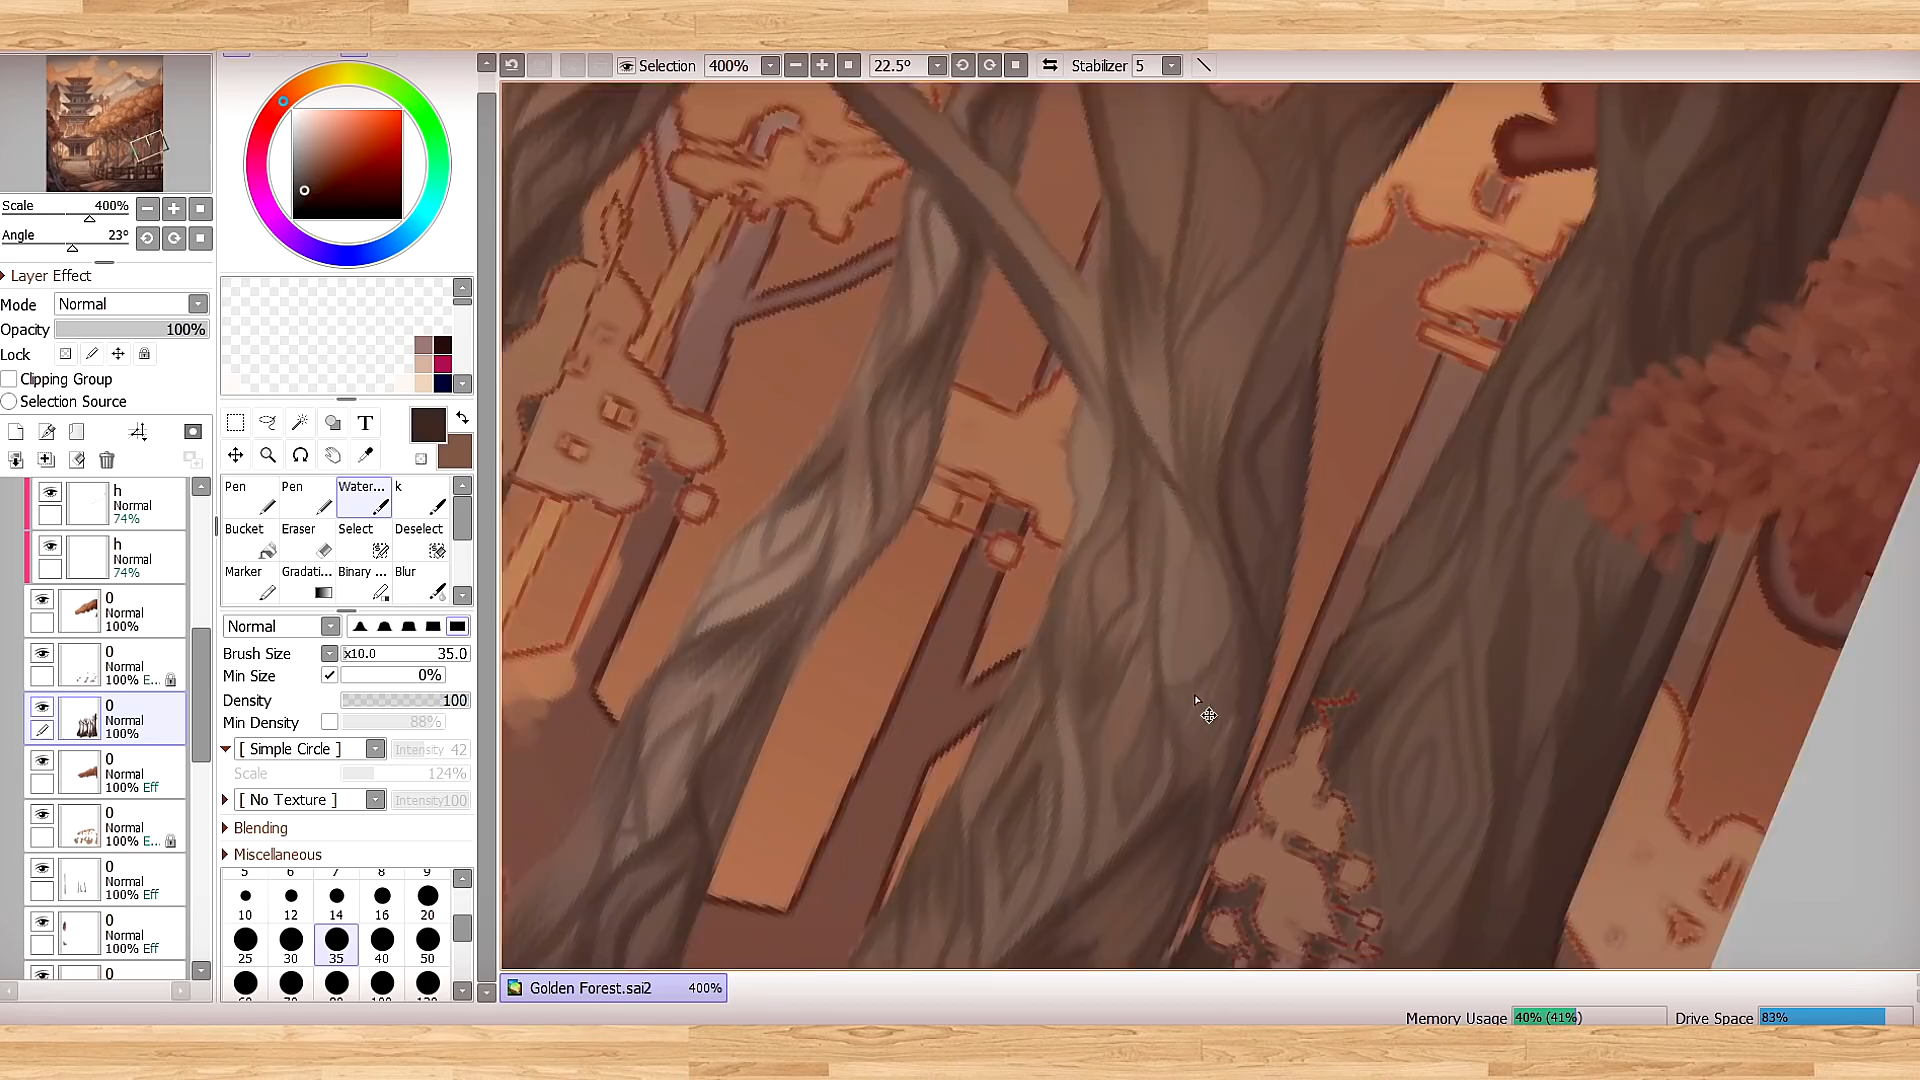 Selection 400% 22.5º Stabilizer 5
Scale 400%
Angle 23º
Layer Effect
Mode Normal
Opacity 100%
Lock
Clipping Group
Selection Source
h
Normal
74%
h
Normal
74%
0
Normal
100%
0
Normal
100% E...
0
Normal
100%
0
Normal
100% Eff
0
Normal
100% E...
0
Normal
100% Eff
0
Normal
100% Eff
0
T
Pen Pen Water... k
Bucket Eraser Select Deselect
Marker Gradati... Binary ... Blur
Normal
Brush Size x10.0 35.0
Min Size 0%
Density 100
Min Density 88%
[ Simple Circle ] Intensity 42
Scale 124%
[ No Texture ] Intensity 100
Blending
Miscellaneous
5 6 7 8 9
10 12 14 16 20
25 30 35 40 50
Golden Forest.sai2 400%
Memory Usage 40% (41%) Drive Space 83%